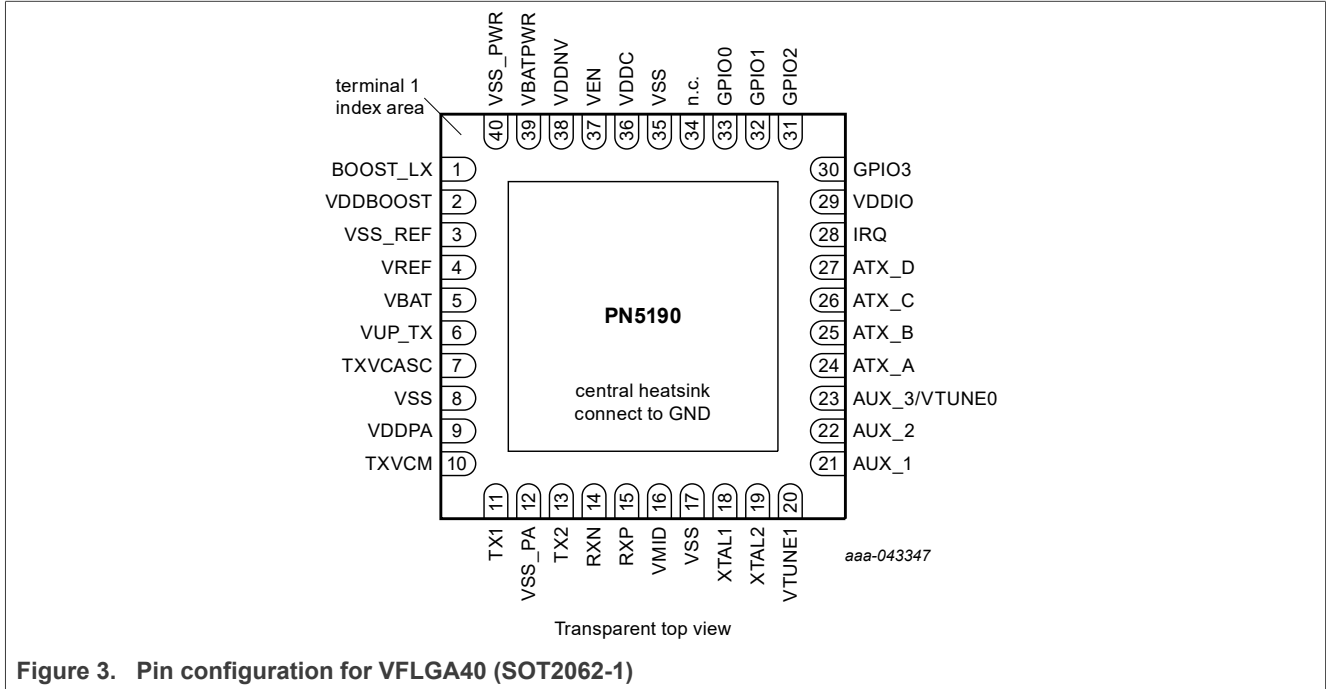 VSS_PWR
VBATPWR
VDDNV
VEN
VDDC
VSS
n.c.
GPIO0
GPIO1
GPIO2
terminal 1
index area
40 39 38 37 36 35 34 33 32 31
BOOST_LX 1
30 GPIO3
VDDBOOST 2
29 VDDIO
VSS_REF 3
28 IRQ
VREF 4
27 ATX_D
VBAT 5
26 ATX_C
PN5190
VUP_TX 6
25 ATX_B
TXVCASC 7
24 ATX_A
central heatsink
connect to GND
VSS 8
23 AUX_3/VTUNE0
VDDPA 9
22 AUX_2
TXVCM 10
21 AUX_1
11 12 13 14 15 16 17 18 19 20
TX1
VSS_PA
TX2
RXN
RXP
VMID
VSS
XTAL1
XTAL2
VTUNE1
aaa-043347
Transparent top view
Figure 3. Pin configuration for VFLGA40 (SOT2062-1)